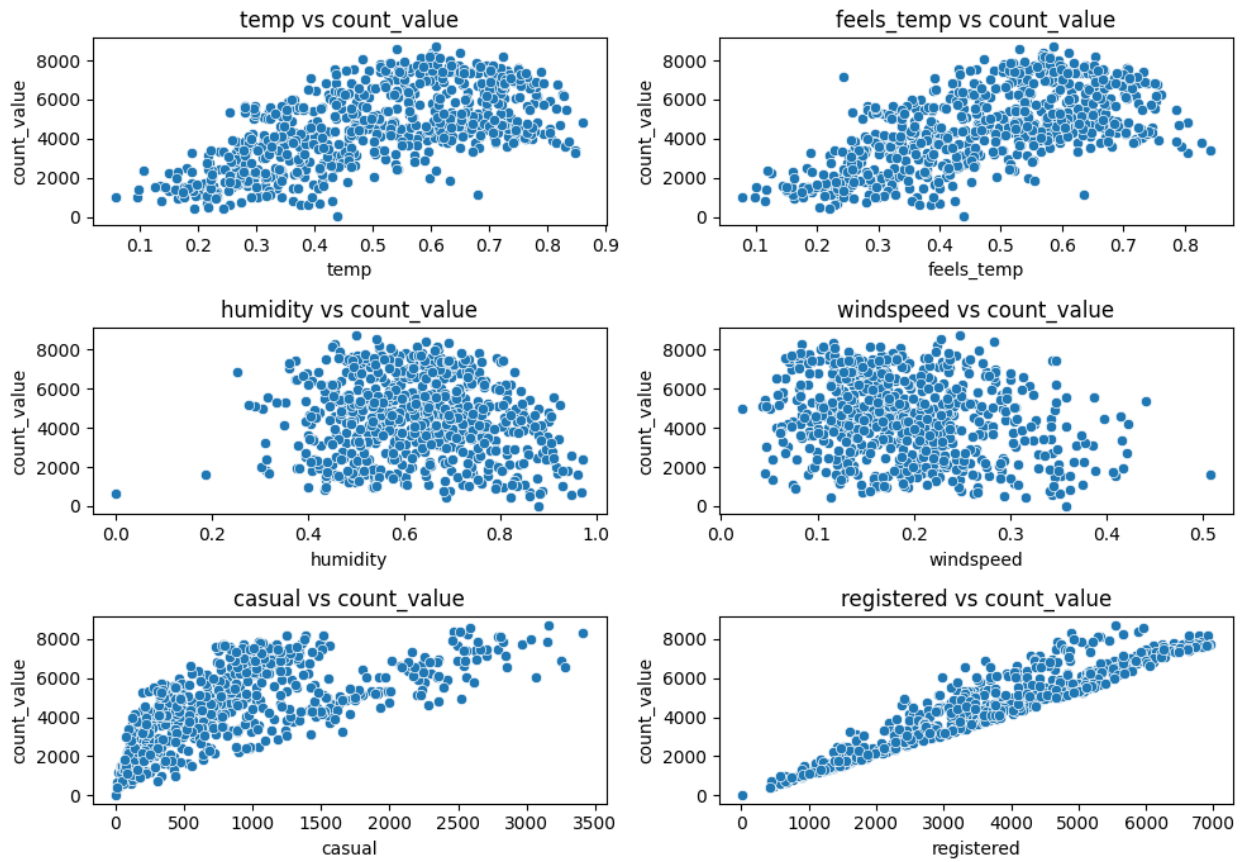 temp vs count_value
count_value
8000
6000
4000
2000
0
0.1 0.2 0.3 0.4 0.5 0.6 0.7 0.8 0.9
temp
feels_temp vs count_value
count_value
8000
6000
4000
2000
0
0.1 0.2 0.3 0.4 0.5 0.6 0.7 0.8
feels_temp
humidity vs count_value
count_value
8000
6000
4000
2000
0
0.0 0.2 0.4 0.6 0.8 1.0
humidity
windspeed vs count_value
count_value
8000
6000
4000
2000
0
0.0 0.1 0.2 0.3 0.4 0.5
windspeed
casual vs count_value
count_value
8000
6000
4000
2000
0
0 500 1000 1500 2000 2500 3000 3500
casual
registered vs count_value
count_value
8000
6000
4000
2000
0
0 1000 2000 3000 4000 5000 6000 7000
registered